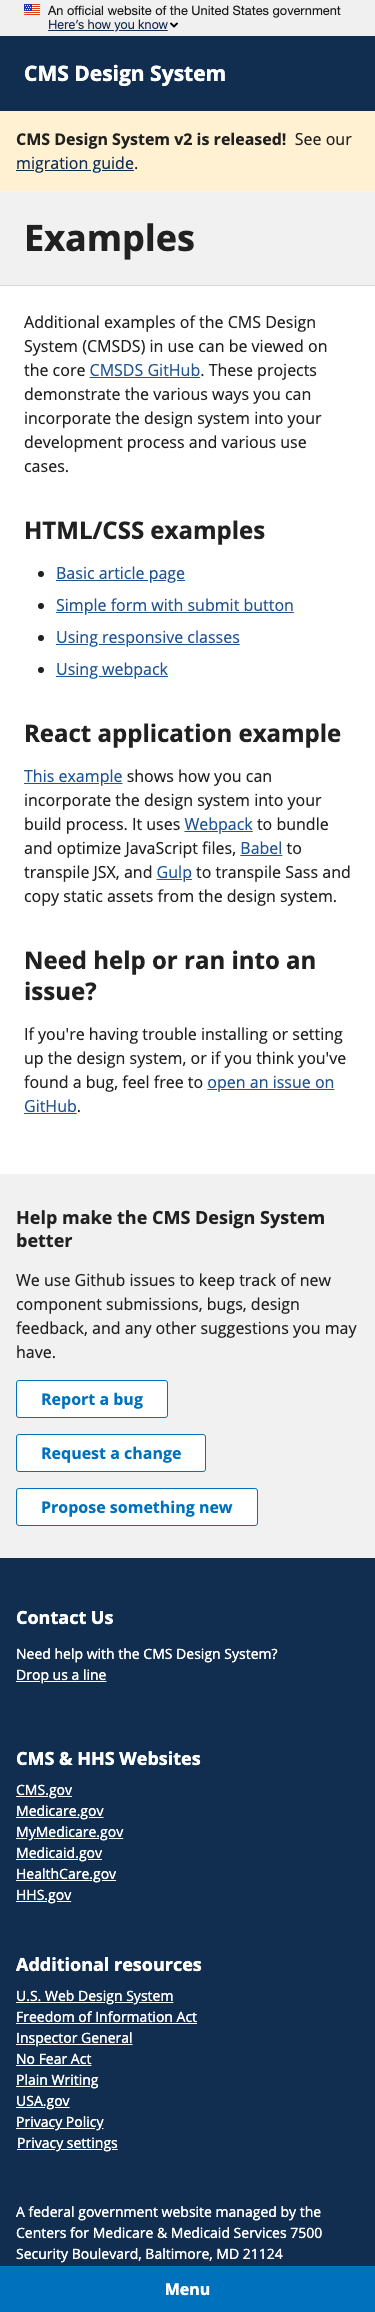 An official website of the United States government
Here's how you know
CMS Design System
CMS Design System v2 is released! See our
migration guide.
Examples
Additional examples of the CMS Design
System (CMSDS) in use can be viewed on
the core CMSDS GitHub. These projects
demonstrate the various ways you can
incorporate the design system into your
development process and various use
cases.
HTML/CSS examples
• Basic article page
• Simple form with submit button
• Using responsive classes
• Using webpack
React application example
This example shows how you can
incorporate the design system into your
build process. It uses Webpack to bundle
and optimize JavaScript files, Babel to
transpile JSX, and Gulp to transpile Sass and
copy static assets from the design system.
Need help or ran into an
issue?
If you're having trouble installing or setting
up the design system, or if you think you've
found a bug, feel free to open an issue on
GitHub.
Help make the CMS Design System
better
We use Github issues to keep track of new
component submissions, bugs, design
feedback, and any other suggestions you may
have.
Report a bug
Request a change
Propose something new
Contact Us
Need help with the CMS Design System?
Drop us a line
CMS & HHS Websites
CMS.gov
Medicare.gov
MyMedicare.gov
Medicaid.gov
HealthCare.gov
HHS.gov
Additional resources
U.S. Web Design System
Freedom of Information Act
Inspector General
No Fear Act
Plain Writing
USA.gov
Privacy Policy
Privacy settings
A federal government website managed by the
Centers for Medicare & Medicaid Services 7500
Security Boulevard, Baltimore, MD 21124
Menu